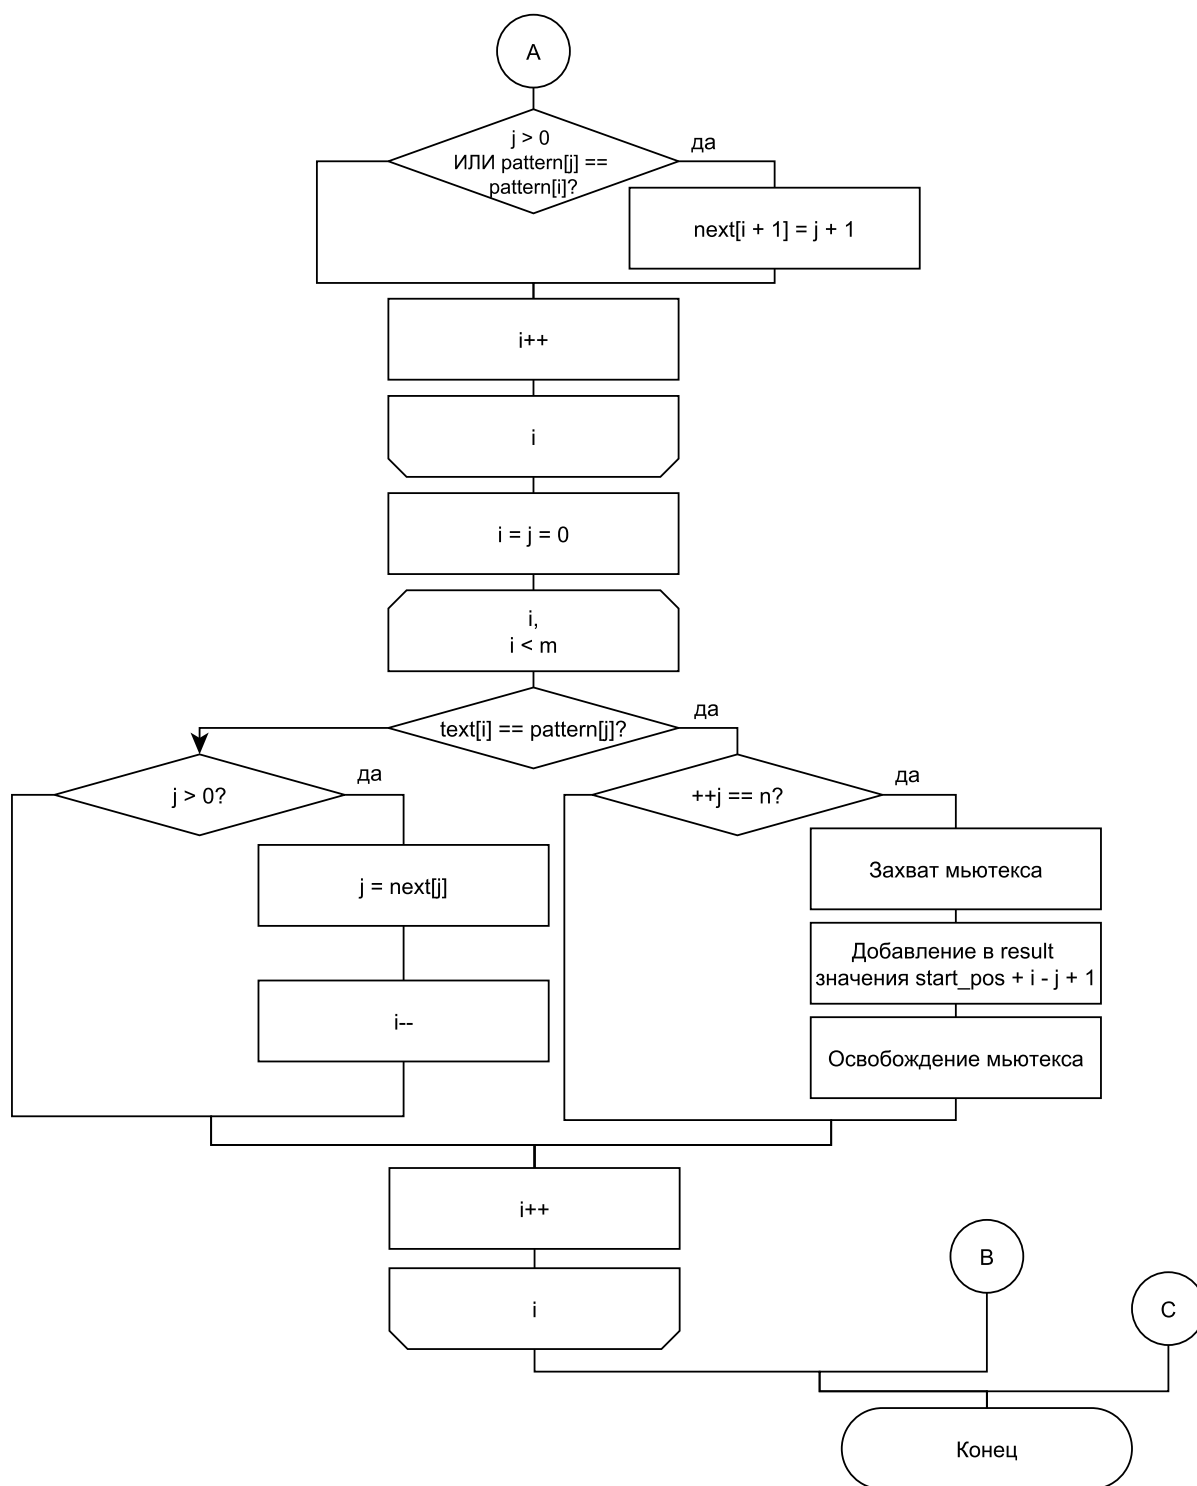 A
j > 0
ИЛИ pattern[j] ==
pattern[i]?
да
next[i + 1] = j + 1
i++
i
i = j = 0
i,
i < m
text[i] == pattern[j]?
да
j > 0?
да
++j == n?
да
j = next[j]
Захват мьютекса
Добавление в result
значения start_pos + i - j + 1
i--
Освобождение мьютекса
i++
B
i
C
Конец